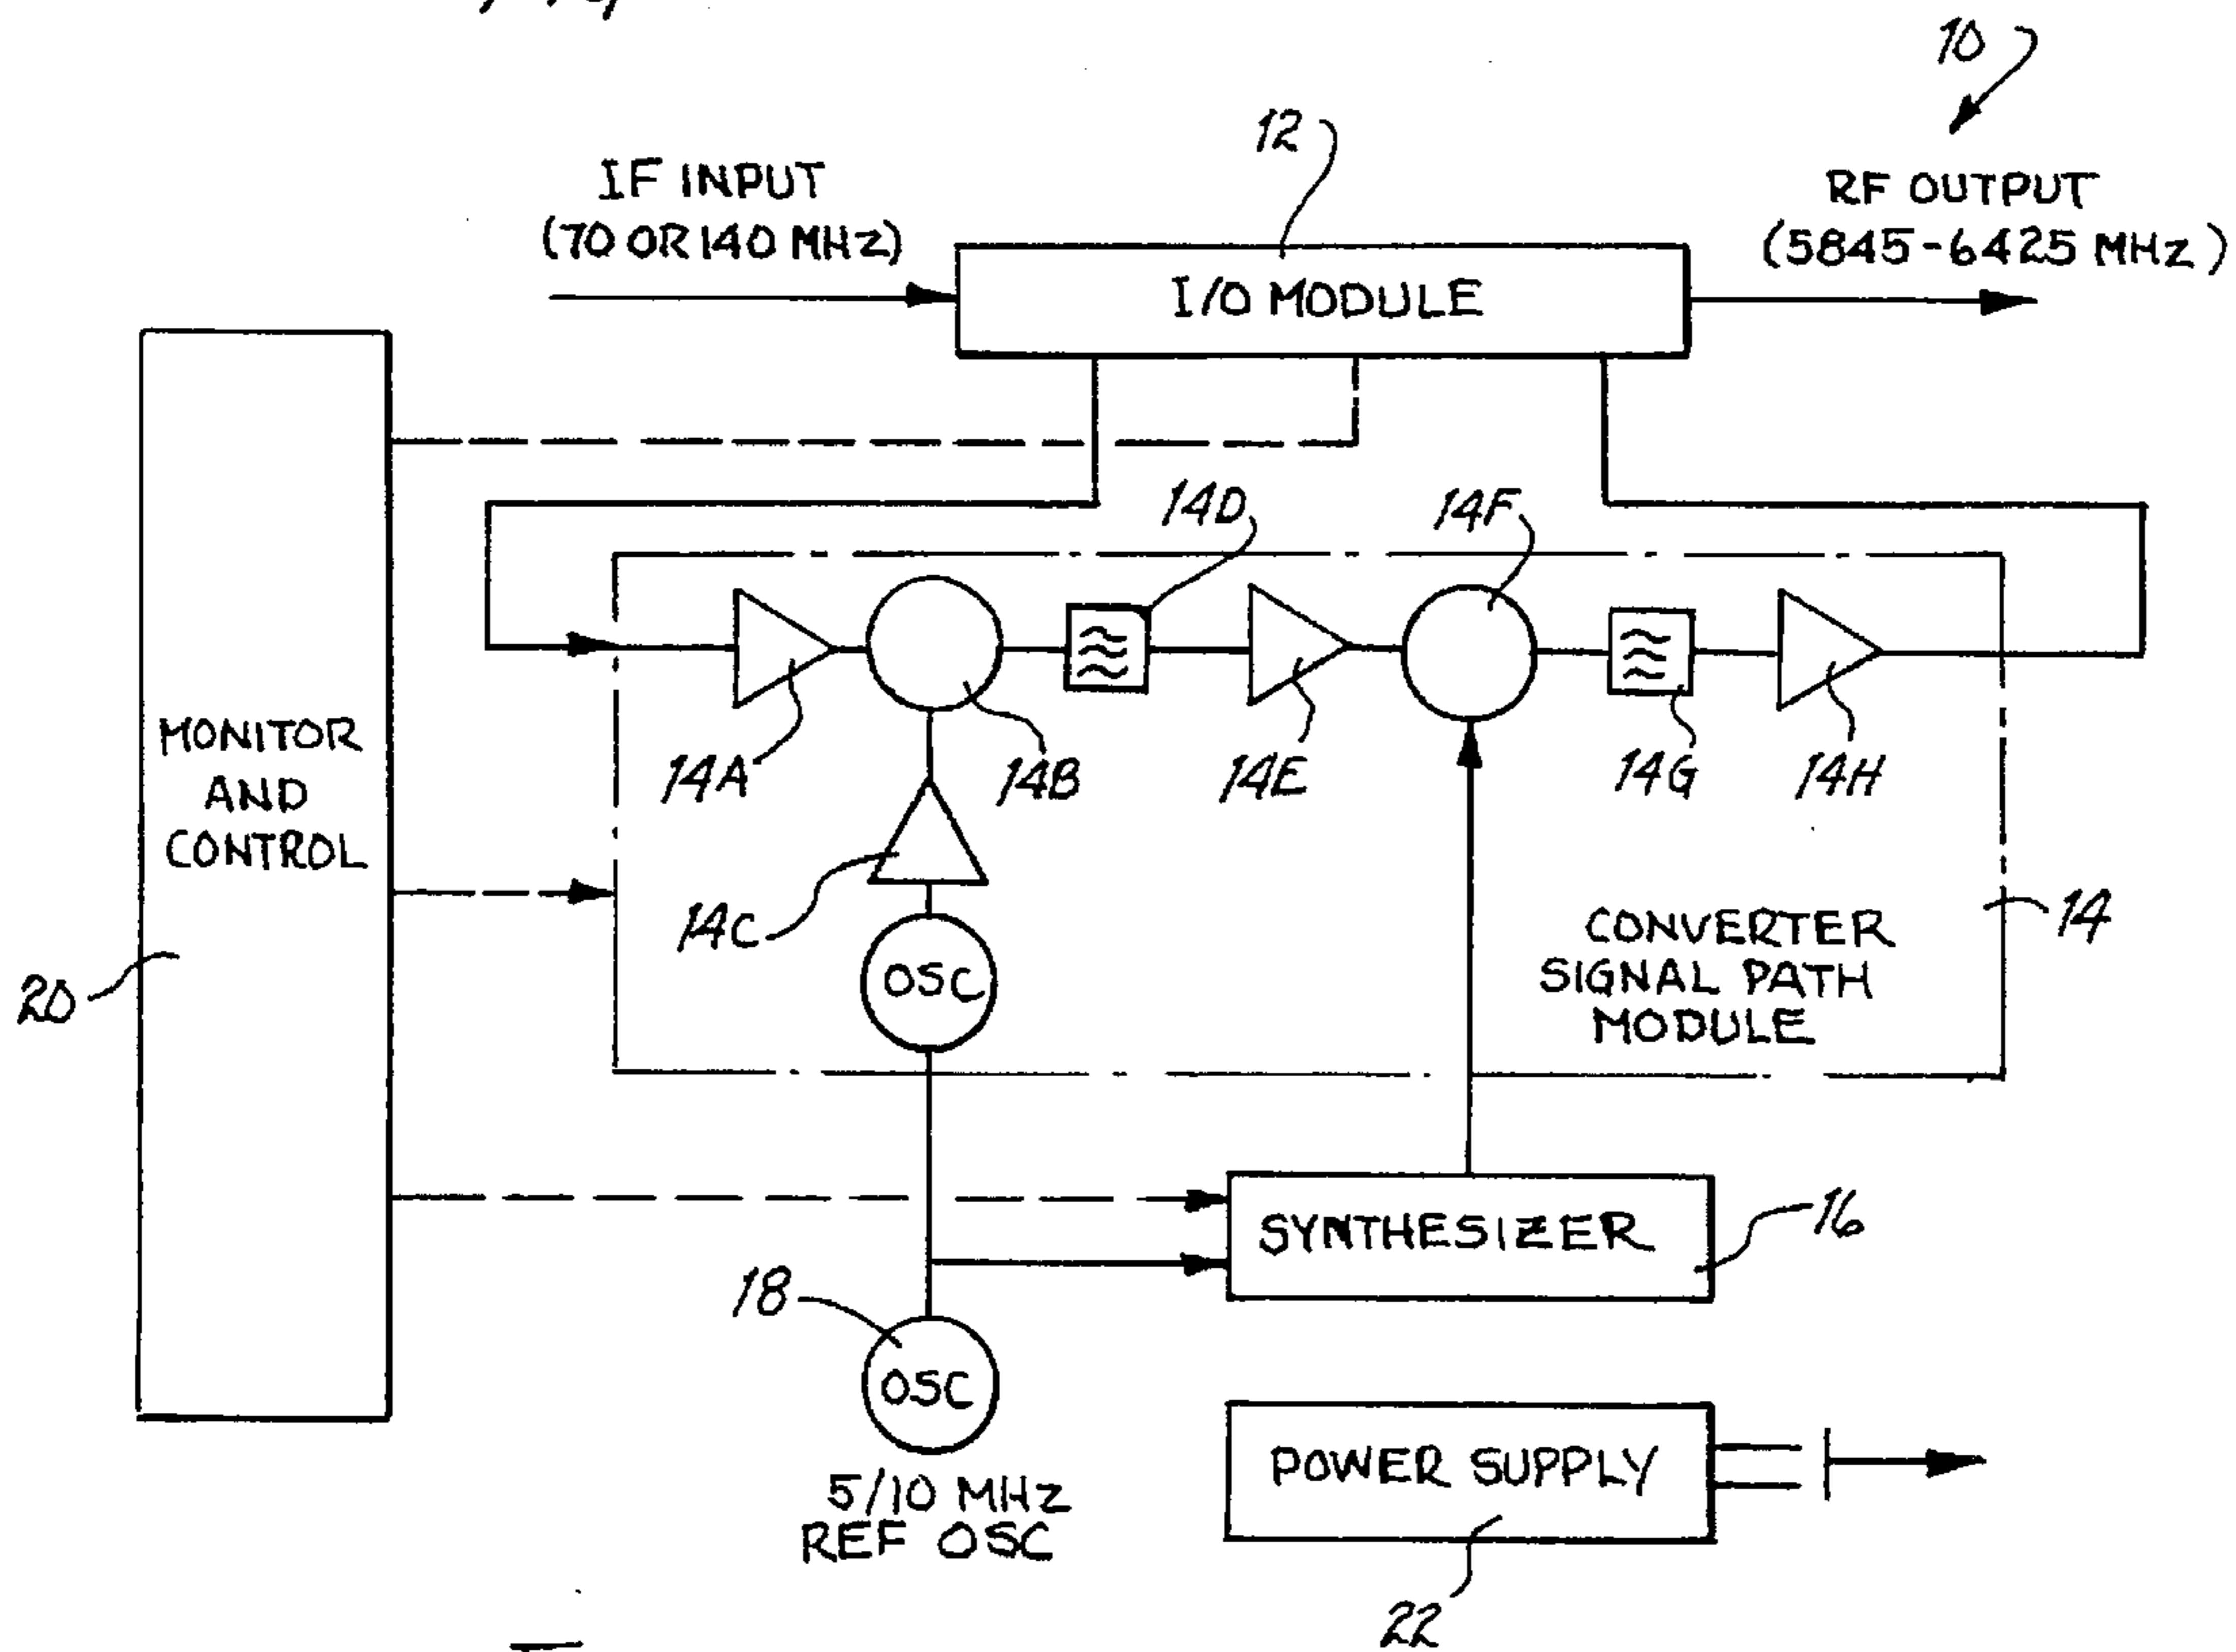 10
12
IF INPUT
(70 OR 140 MHz)
RF OUTPUT
(5845-6425 MHz)
I/O MODULE
14D
14F
14A
14B
14E
14G
14H
MONITOR
AND
CONTROL
14C
OSC
CONVERTER
SIGNAL PATH
MODULE
14
20
SYNTHESIZER
16
18
OSC
5/10 MHz
REF OSC
POWER SUPPLY
22